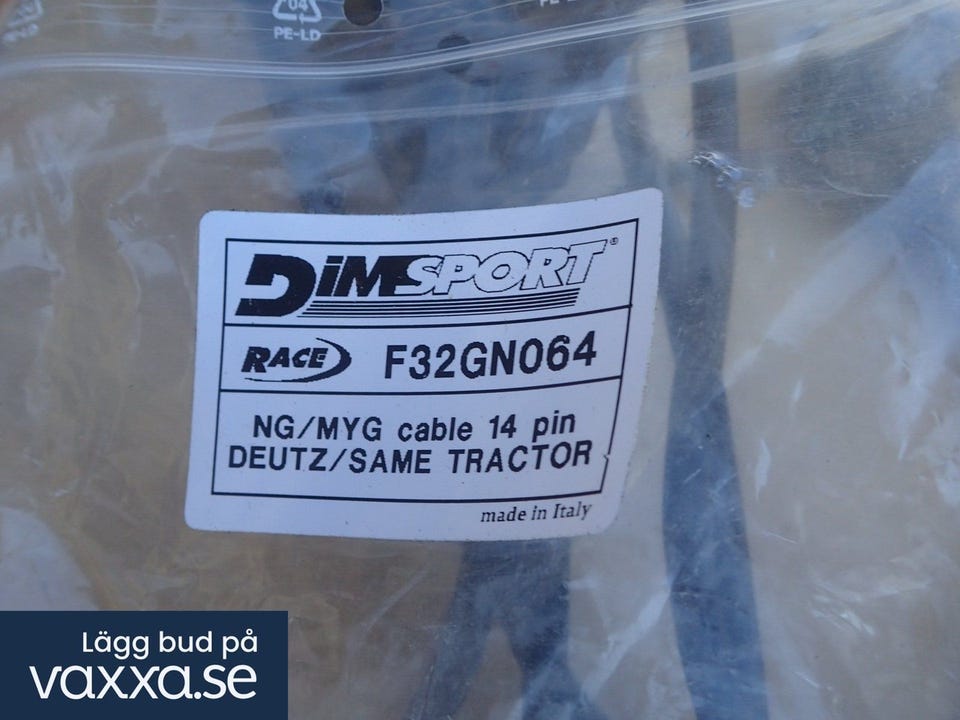 04
PE-LD
DiMSPORT®
RACE F32GN064
NG/MYG cable 14 pin
DEUTZ/SAME TRACTOR
made in Italy
Lägg bud på
vaxxa.se